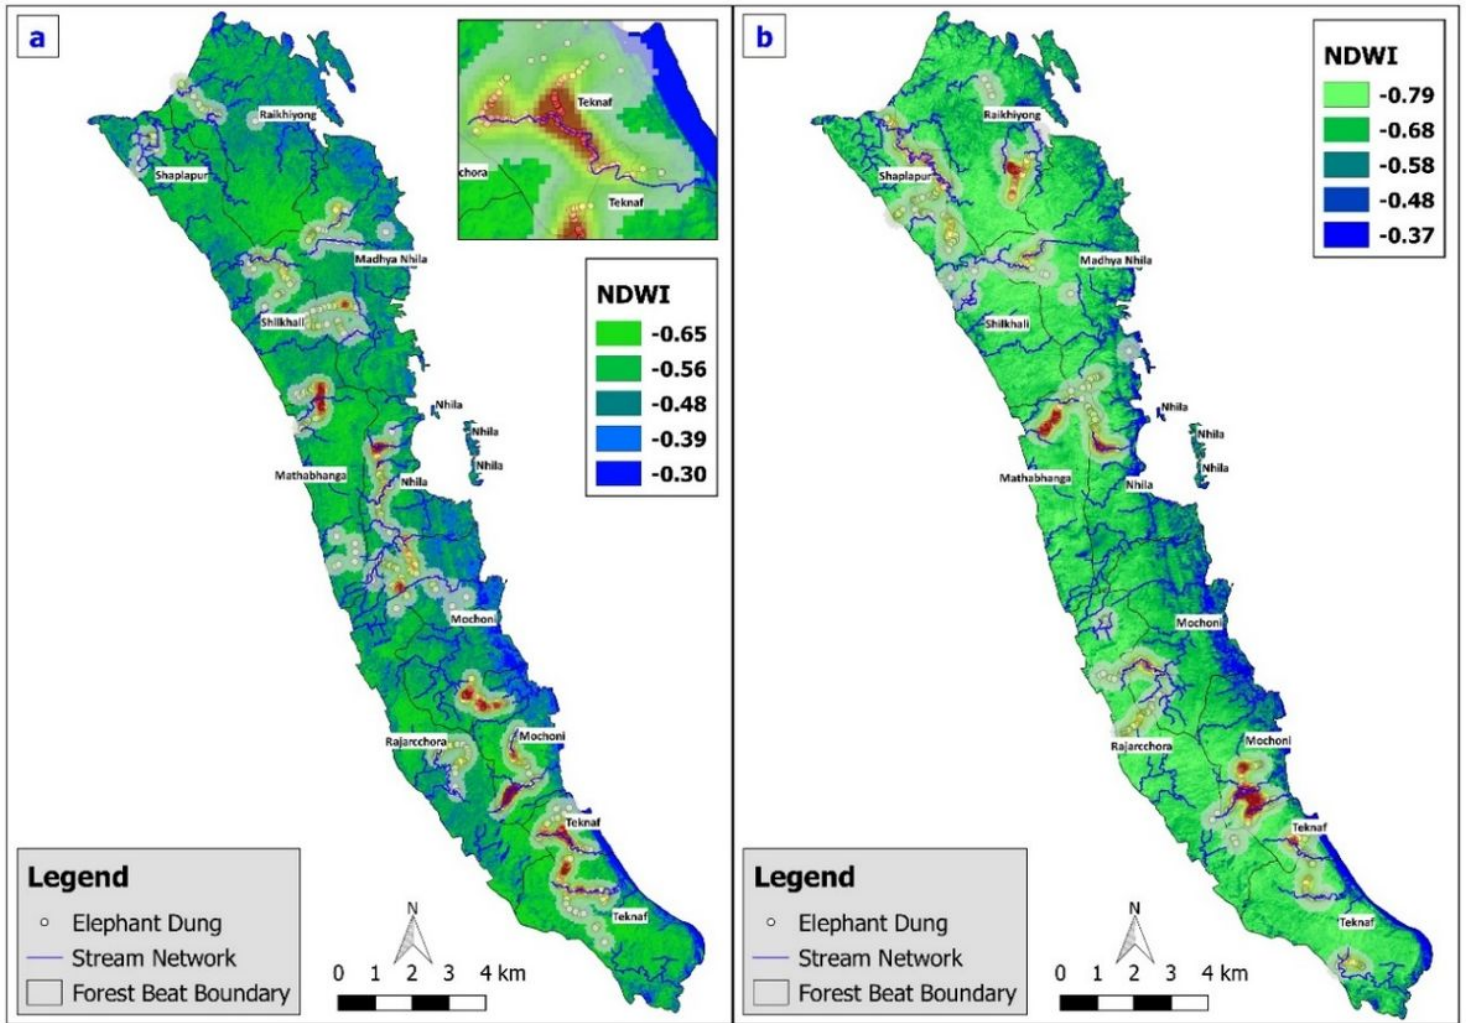 a
Teknaf
chora
Teknaf
Raikhiyong
Shaplapur
Madhya Nhila
Shilkhali
NDWI
-0.65
-0.56
-0.48
-0.39
-0.30
Nhila
Nhila
Nhila
Mathabhanga
Nhila
Mochoni
Rajarcchora
Mochoni
Teknaf
Teknaf
Legend
Elephant Dung
Stream Network
Forest Beat Boundary
N
0 1 2 3 4 km
b
NDWI
-0.79
-0.68
-0.58
-0.48
-0.37
Raikhiyong
Shaplapur
Madhya Nhila
Shilkhali
Nhila
Nhila
Nhila
Mathabhanga
Nhila
Mochoni
Rajarcchora
Mochoni
Teknaf
Teknaf
Legend
Elephant Dung
Stream Network
Forest Beat Boundary
N
0 1 2 3 4 km